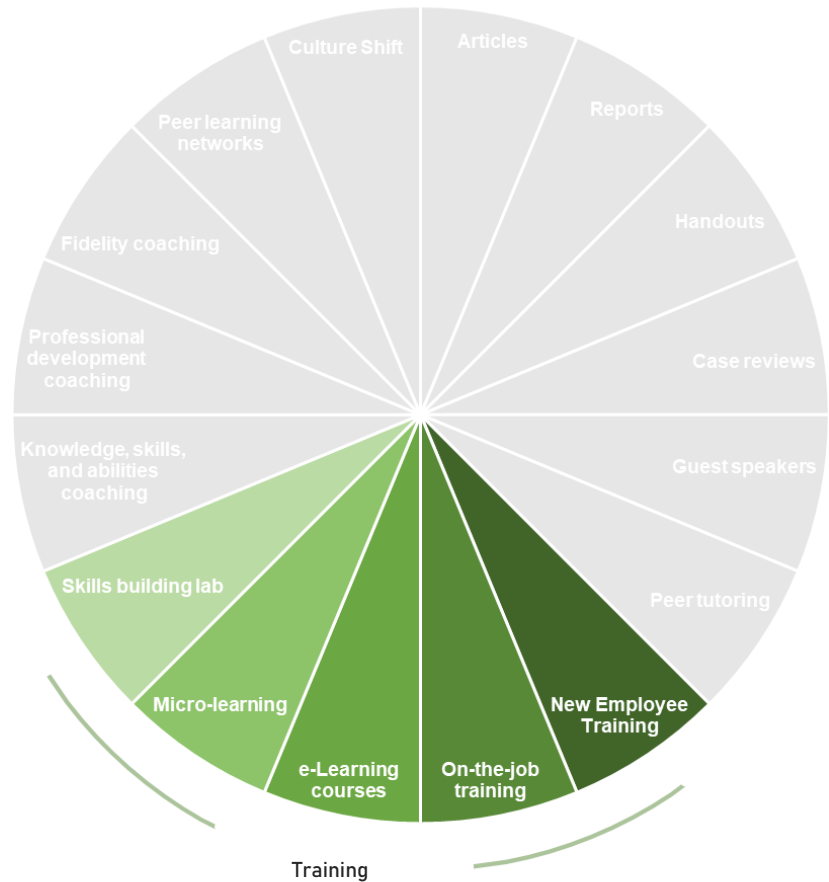 Culture Shift
Articles
Reports
Handouts
Case reviews
Guest speakers
Peer tutoring
New Employee
Training
On-the-job
training
e-Learning
courses
Micro-learning
Skills building lab
Knowledge, skills,
and abilities
coaching
Professional
development
coaching
Fidelity coaching
Peer learning
networks
Training